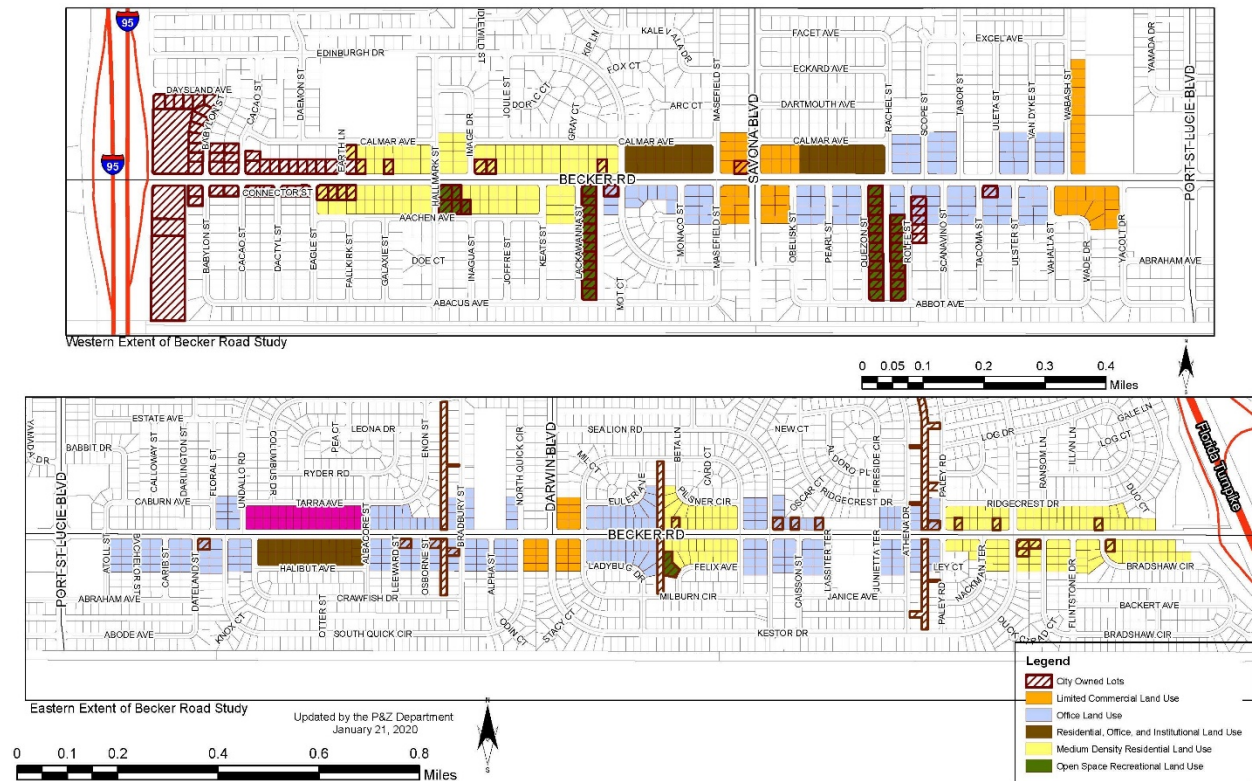 95
95
EDINBURGH DR
KIP LN
KALE V ALA DR
FACET AVE
EXCEL AVE
YAMADA DR
FOX CT
ECKARD AVE
DAYSLAND AVE
BABYLON ST
CACAO ST
DAEMON ST
JOULE ST
GRAY CT
ARC CT
MASEFIELD ST
DARTMOUTH AVE
RACHEL ST
SCOPE ST
TABOR ST
ULETA ST
VAN DYKE ST
WABASH ST
PORT-ST-LUCIE-BLVD
EARTH LN
CALMAR AVE
IMAGE DR
CALMAR AVE
SAVONA BLVD
CALMAR AVE
HALLMARK ST
BECKER RD
CONNECTOR ST
AACHEN AVE
BABYLON ST
CACAO ST
DACTYL ST
EAGLE ST
FALKIRK ST
GALAXIE ST
DOE CT
INAGUA ST
JOFFRE ST
KEATS ST
LACKAWANNA ST
MOT CT
MONACO ST
MASEFIELD ST
OBELISK ST
PEARL ST
QUEZON ST
ROLFE ST
SCANAVINO ST
TACOMA ST
ULSTER ST
VAHALLA ST
WADE DR
YACOLT DR
ABRAHAM AVE
ABACUS AVE
ABBOT AVE
Western Extent of Becker Road Study
0 0.05 0.1 0.2 0.3 0.4
Miles
ESTATE AVE
BABBIT DR
CALLOWAY ST
DARLINGTON ST
FLORAL ST
UNDALLO RD
COLUMBUS DR
PEA CT
LEONA DR
RYDER RD
ENON ST
NORTH QUICK CIR
DARWIN BLVD
SEA LION RD
MIL CT
BETA LN
CARD CT
NEW CT
OSCAR CT
FIRESIDE CIR
LOG DR
GALE LN
LOG CT
RANSOM LN
ILLAN LN
DUO CT
Florida Turnpike
PORT-ST-LUCIE-BLVD
CABURN AVE
TARRA AVE
ALBACORE ST
BRADBURY ST
EULER AVE
PILSNER CIR
RIDGECREST DR
PALEY RD
RIDGECREST DR
BECKER RD
BECKER RD
ATOLL ST
BACHELOR ST
CARIB ST
DATELAND ST
HALIBUT AVE
LEEWARD ST
OSBORNE ST
ALPHA ST
LADYBUG DR
FELIX AVE
CAISSON ST
LASSITER TER
JUNIETTA TER
ATHENA DR
LEY CT
NACKMAN TER
BRADSHAW CIR
ABRAHAM AVE
CRAWFISH DR
MILBURN CIR
JANICE AVE
PALEY RD
FLINTSTONE DR
BACKERT AVE
ABODE AVE
KNOX CT
OTTER ST
SOUTH QUICK CIR
ODIN CT
STACY CT
KESTOR DR
DUCK CT
BRADSHAW CIR
Eastern Extent of Becker Road Study
Updated by the P&Z Department
January 21, 2020
N
S
0 0.1 0.2 0.4 0.6 0.8
Miles
Legend
City Owned Lots
Limited Commercial Land Use
Office Land Use
Residential, Office, and Institutional Land Use
Medium Density Residential Land Use
Open Space Recreational Land Use